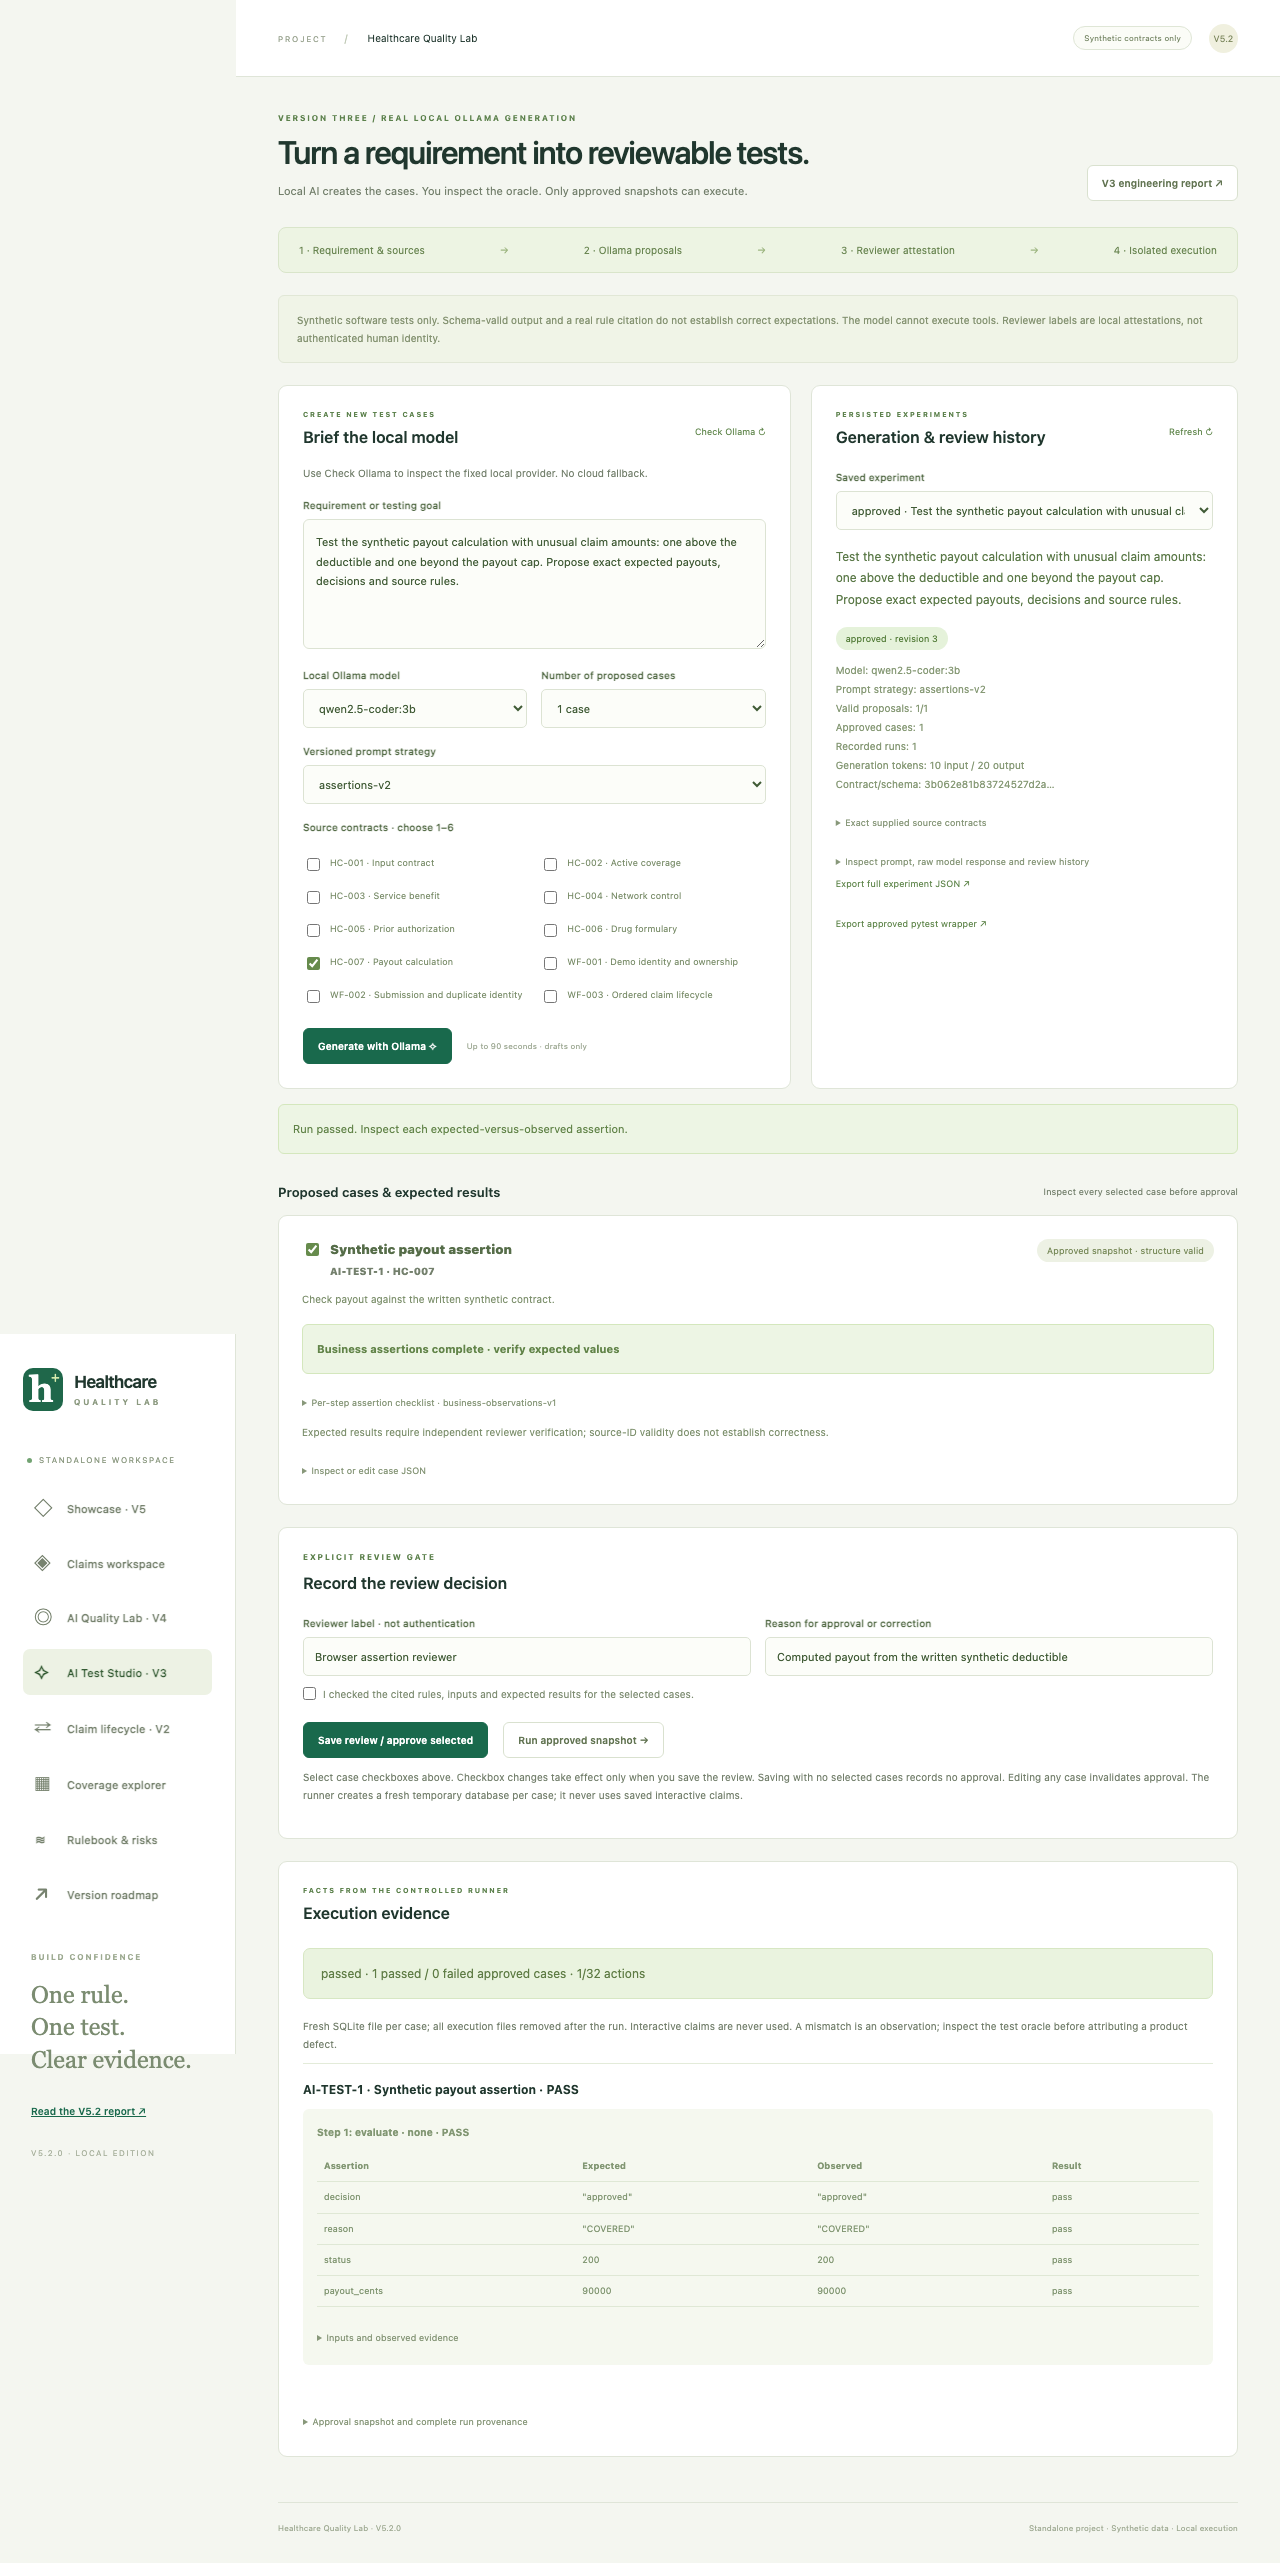 PROJECT / Healthcare Quality Lab
Synthetic contracts only
V5.2
VERSION THREE / REAL LOCAL OLLAMA GENERATION
Turn a requirement into reviewable tests.
Local AI creates the cases. You inspect the oracle. Only approved snapshots can execute.
V3 engineering report ↗
1 · Requirement & sources → 2 · Ollama proposals → 3 · Reviewer attestation → 4 · Isolated execution
Synthetic software tests only. Schema-valid output and a real rule citation do not establish correct expectations. The model cannot execute tools. Reviewer labels are local attestations, not
authenticated human identity.
CREATE NEW TEST CASES
Brief the local model
Check Ollama ↻
Use Check Ollama to inspect the fixed local provider. No cloud fallback.
Requirement or testing goal
Test the synthetic payout calculation with unusual claim amounts: one above the
deductible and one beyond the payout cap. Propose exact expected payouts,
decisions and source rules.
Local Ollama model
Number of proposed cases
qwen2.5-coder:3b
1 case
Versioned prompt strategy
assertions-v2
Source contracts · choose 1–6
HC-001 · Input contract
HC-002 · Active coverage
HC-003 · Service benefit
HC-004 · Network control
HC-005 · Prior authorization
HC-006 · Drug formulary
HC-007 · Payout calculation
WF-001 · Demo identity and ownership
WF-002 · Submission and duplicate identity
WF-003 · Ordered claim lifecycle
Generate with Ollama ✧
Up to 90 seconds · drafts only
PERSISTED EXPERIMENTS
Generation & review history
Refresh ↻
Saved experiment
approved · Test the synthetic payout calculation with unusual cl
Test the synthetic payout calculation with unusual claim amounts:
one above the deductible and one beyond the payout cap.
Propose exact expected payouts, decisions and source rules.
approved · revision 3
Model: qwen2.5-coder:3b
Prompt strategy: assertions-v2
Valid proposals: 1/1
Approved cases: 1
Recorded runs: 1
Generation tokens: 10 input / 20 output
Contract/schema: 3b062e81b83724527d2a…
▶ Exact supplied source contracts
▶ Inspect prompt, raw model response and review history
Export full experiment JSON ↗
Export approved pytest wrapper ↗
Run passed. Inspect each expected-versus-observed assertion.
Proposed cases & expected results
Inspect every selected case before approval
Synthetic payout assertion
Approved snapshot · structure valid
AI-TEST-1 · HC-007
Check payout against the written synthetic contract.
Business assertions complete · verify expected values
▶ Per-step assertion checklist · business-observations-v1
Expected results require independent reviewer verification; source-ID validity does not establish correctness.
▶ Inspect or edit case JSON
EXPLICIT REVIEW GATE
Record the review decision
Reviewer label · not authentication
Reason for approval or correction
Browser assertion reviewer
Computed payout from the written synthetic deductible
I checked the cited rules, inputs and expected results for the selected cases.
Save review / approve selected
Run approved snapshot →
Select case checkboxes above. Checkbox changes take effect only when you save the review. Saving with no selected cases records no approval. Editing any case invalidates approval. The
runner creates a fresh temporary database per case; it never uses saved interactive claims.
FACTS FROM THE CONTROLLED RUNNER
Execution evidence
passed · 1 passed / 0 failed approved cases · 1/32 actions
Fresh SQLite file per case; all execution files removed after the run. Interactive claims are never used. A mismatch is an observation; inspect the test oracle before attributing a product
defect.
AI-TEST-1 · Synthetic payout assertion · PASS
Step 1: evaluate · none · PASS
Assertion Expected Observed Result
decision "approved" "approved" pass
reason "COVERED" "COVERED" pass
status 200 200 pass
payout_cents 90000 90000 pass
▶ Inputs and observed evidence
▶ Approval snapshot and complete run provenance
Healthcare Quality Lab · V5.2.0
Standalone project · Synthetic data · Local execution
h+
Healthcare
QUALITY LAB
STANDALONE WORKSPACE
Showcase · V5
Claims workspace
AI Quality Lab · V4
AI Test Studio · V3
Claim lifecycle · V2
Coverage explorer
Rulebook & risks
Version roadmap
BUILD CONFIDENCE
One rule.
One test.
Clear evidence.
Read the V5.2 report ↗
V5.2.0 · LOCAL EDITION